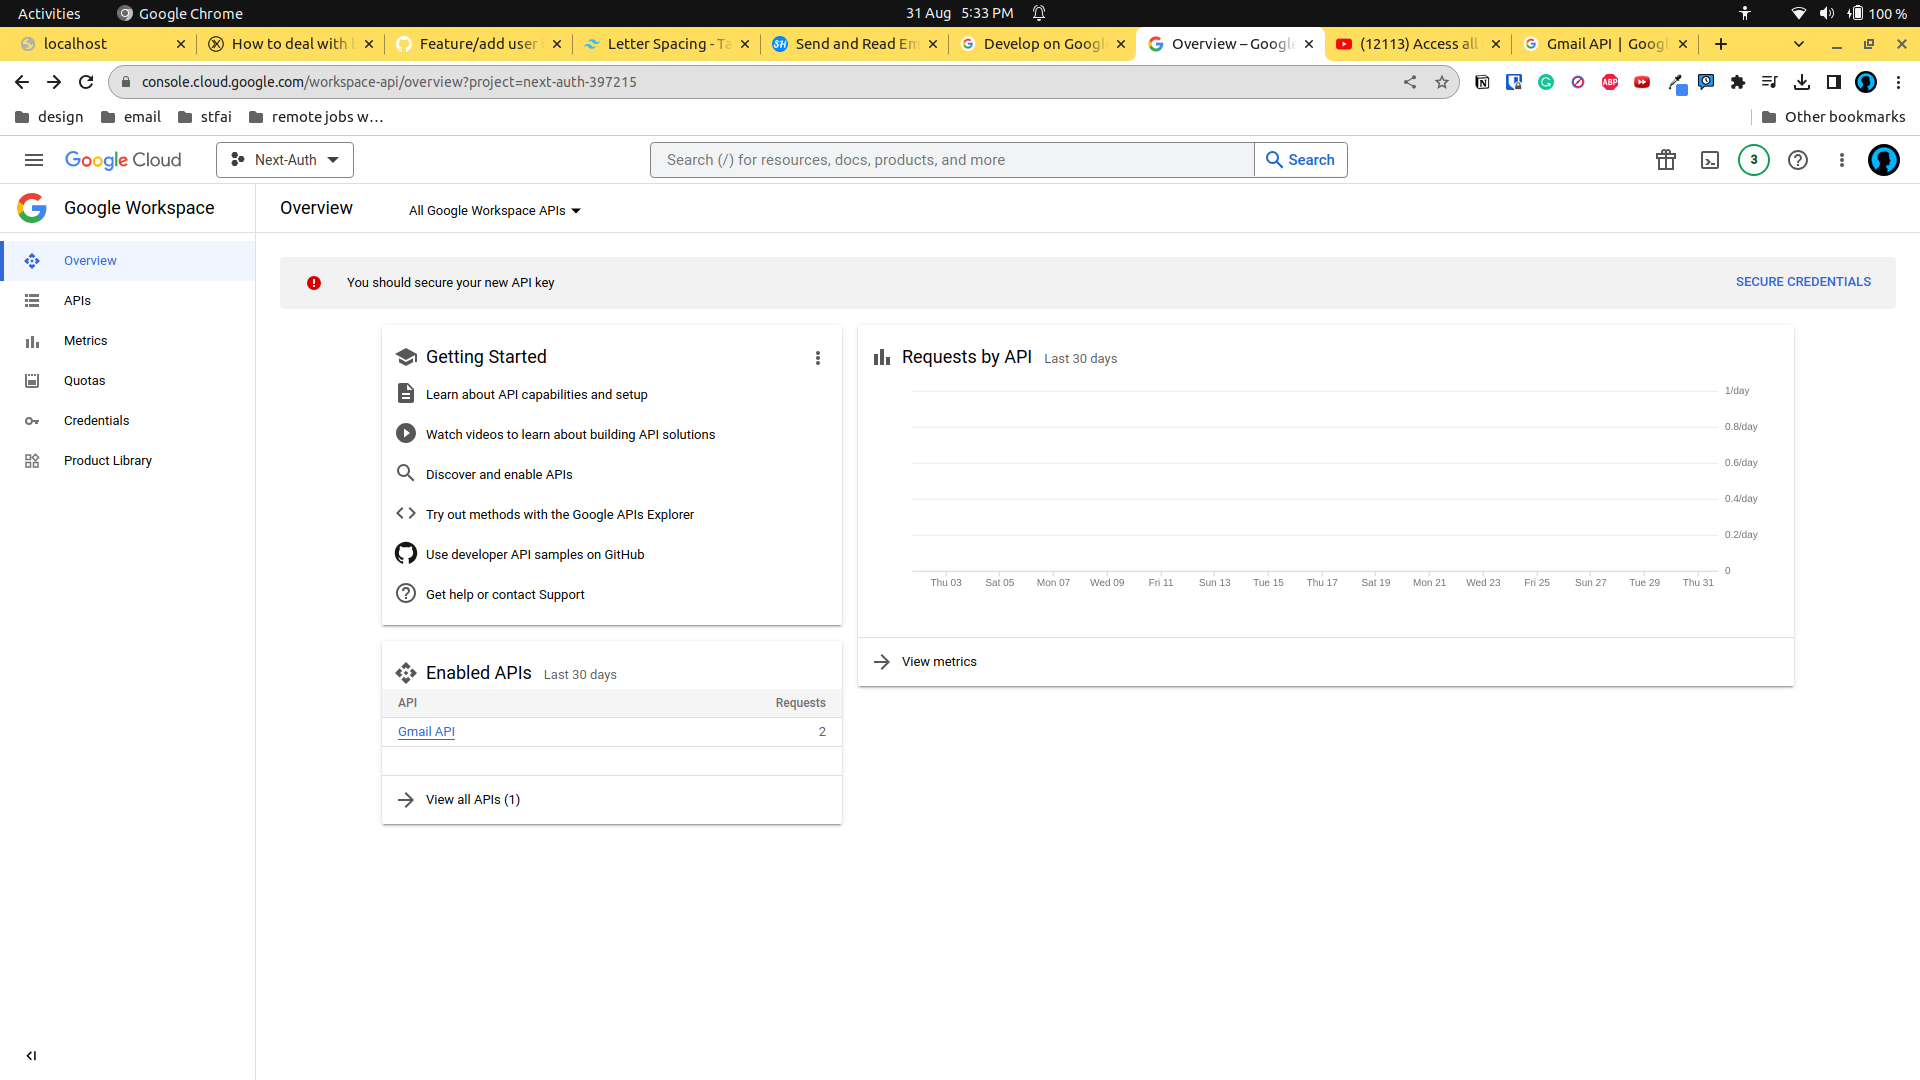 Activities Google Chrome 31 Aug 5:33 PM 100 %
localhost How to deal with b Feature/add user Letter Spacing - Ta Send and Read Em Develop on Google Overview – Google (12113) Access all Gmail API | Googl
console.cloud.google.com/workspace-api/overview?project=next-auth-397215
design email stfai remote jobs w... Other bookmarks
Google Cloud Next-Auth Search (/) for resources, docs, products, and more Search 3
Google Workspace Overview All Google Workspace APIs
Overview
APIs
Metrics
Quotas
Credentials
Product Library
You should secure your new API key SECURE CREDENTIALS
Getting Started
Learn about API capabilities and setup
Watch videos to learn about building API solutions
Discover and enable APIs
Try out methods with the Google APIs Explorer
Use developer API samples on GitHub
Get help or contact Support
Enabled APIs Last 30 days
API Requests
Gmail API 2
View all APIs (1)
Requests by API Last 30 days
1/day
0.8/day
0.6/day
0.4/day
0.2/day
0
Thu 03 Sat 05 Mon 07 Wed 09 Fri 11 Sun 13 Tue 15 Thu 17 Sat 19 Mon 21 Wed 23 Fri 25 Sun 27 Tue 29 Thu 31
View metrics